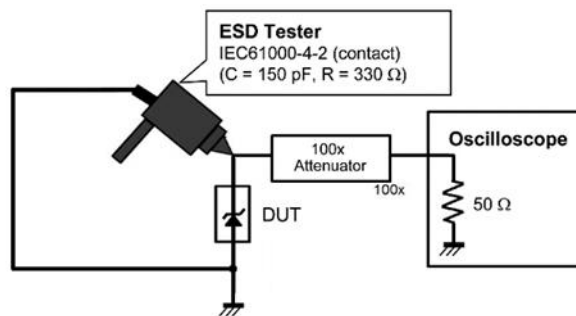 ESD Tester
IEC61000-4-2 (contact)
(C = 150 pF, R = 330 Ω)
100x
Attenuator
100x
Oscilloscope
50 Ω
DUT